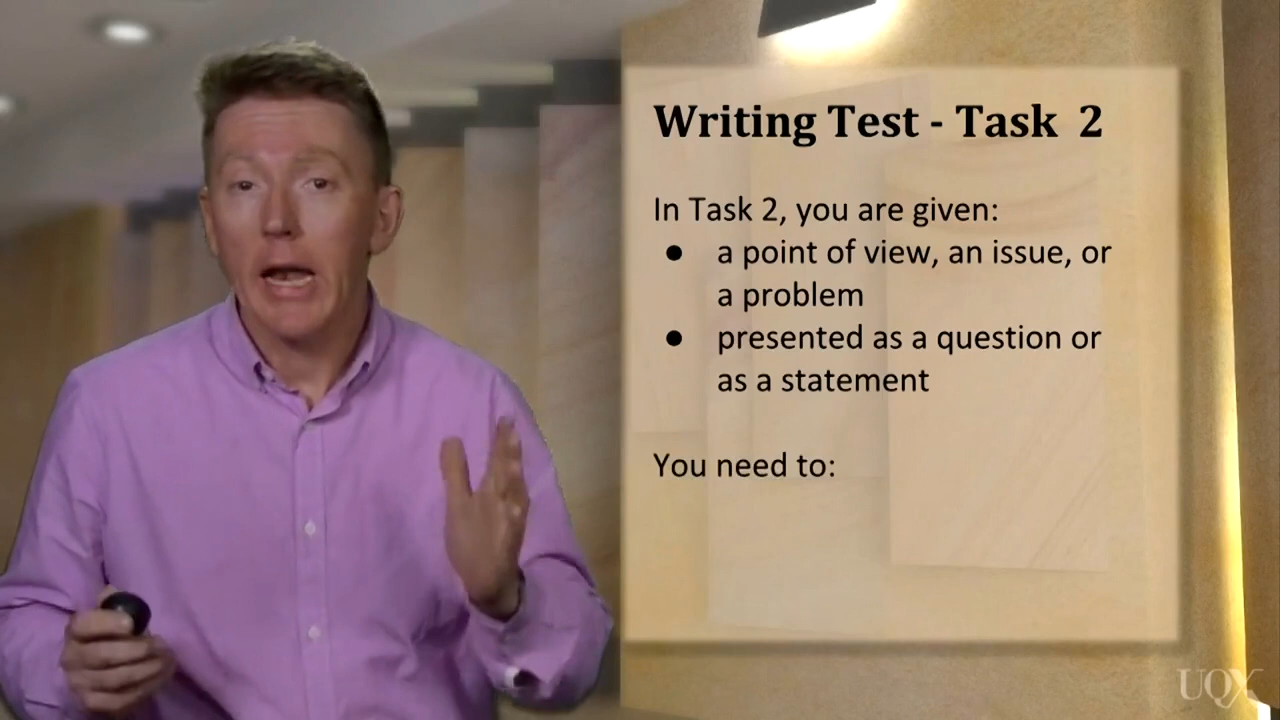 Writing Test - Task 2
In Task 2, you are given:
● a point of view, an issue, or
a problem
● presented as a question or
as a statement
You need to:
UQX